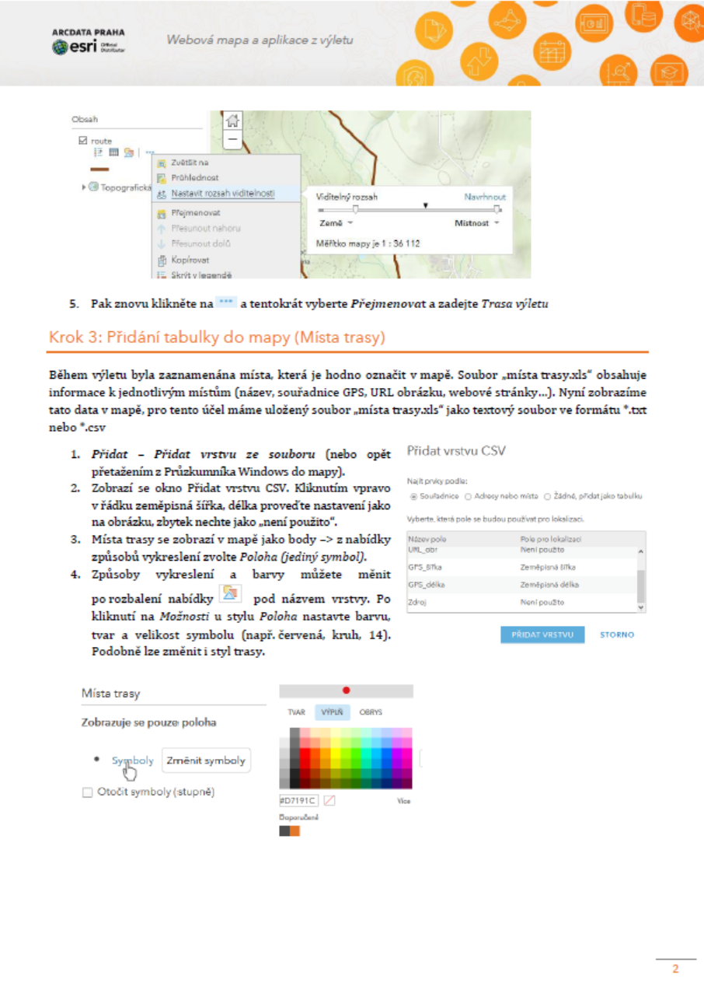 ARCDATA PRAHA
esri Official Distributor
Webová mapa a aplikace z výletu
Obsah
route
Topografická
Zvětšit na
Průhlednost
Nastavit rozsah viditelnosti
Přejmenovat
Přesunout nahoru
Přesunout dolů
Kopírovat
Skrýt v legendě
Viditelný rozsah Navrhnout
Země Místnost
Měřítko mapy je 1 : 36 112
5. Pak znovu klikněte na ••• a tentokrát vyberte Přejmenovat a zadejte Trasa výletu
Krok 3: Přidání tabulky do mapy (Místa trasy)
Během výletu byla zaznamenána místa, která je hodno označit v mapě. Soubor „místa trasy.xls“ obsahuje
informace k jednotlivým místům (název, souřadnice GPS, URL obrázku, webové stránky…). Nyní zobrazíme
tato data v mapě, pro tento účel máme uložený soubor „místa trasy.xls“ jako textový soubor ve formátu *.txt
nebo *.csv
1. Přidat – Přidat vrstvu ze souboru (nebo opět
přetažením z Průzkumníka Windows do mapy).
2. Zobrazí se okno Přidat vrstvu CSV. Kliknutím vpravo
v řádku zeměpisná šířka, délka proveďte nastavení jako
na obrázku, zbytek nechte jako „není použito“.
3. Místa trasy se zobrazí v mapě jako body –> z nabídky
způsobů vykreslení zvolte Poloha (jediný symbol).
4. Způsoby vykreslení a barvy můžete měnit
po rozbalení nabídky pod názvem vrstvy. Po
kliknutí na Možnosti u stylu Poloha nastavte barvu,
tvar a velikost symbolu (např. červená, kruh, 14).
Podobně lze změnit i styl trasy.
Přidat vrstvu CSV
Najít prvky podle:
Souřadnice Adresy nebo místa Žádné, přidat jako tabulku
Vyberte, která pole se budou používat pro lokalizaci.
Název pole Pole pro lokalizaci
URL_obr Není použito
GPS_šířka Zeměpisná šířka
GPS_délka Zeměpisná délka
Zdroj Není použito
PŘIDAT VRSTVU STORNO
Místa trasy
Zobrazuje se pouze poloha
Symboly Změnit symboly
Otočit symboly (stupně)
TVAR VÝPLŇ OBRYS
#D7191C Více
Doporučené
2